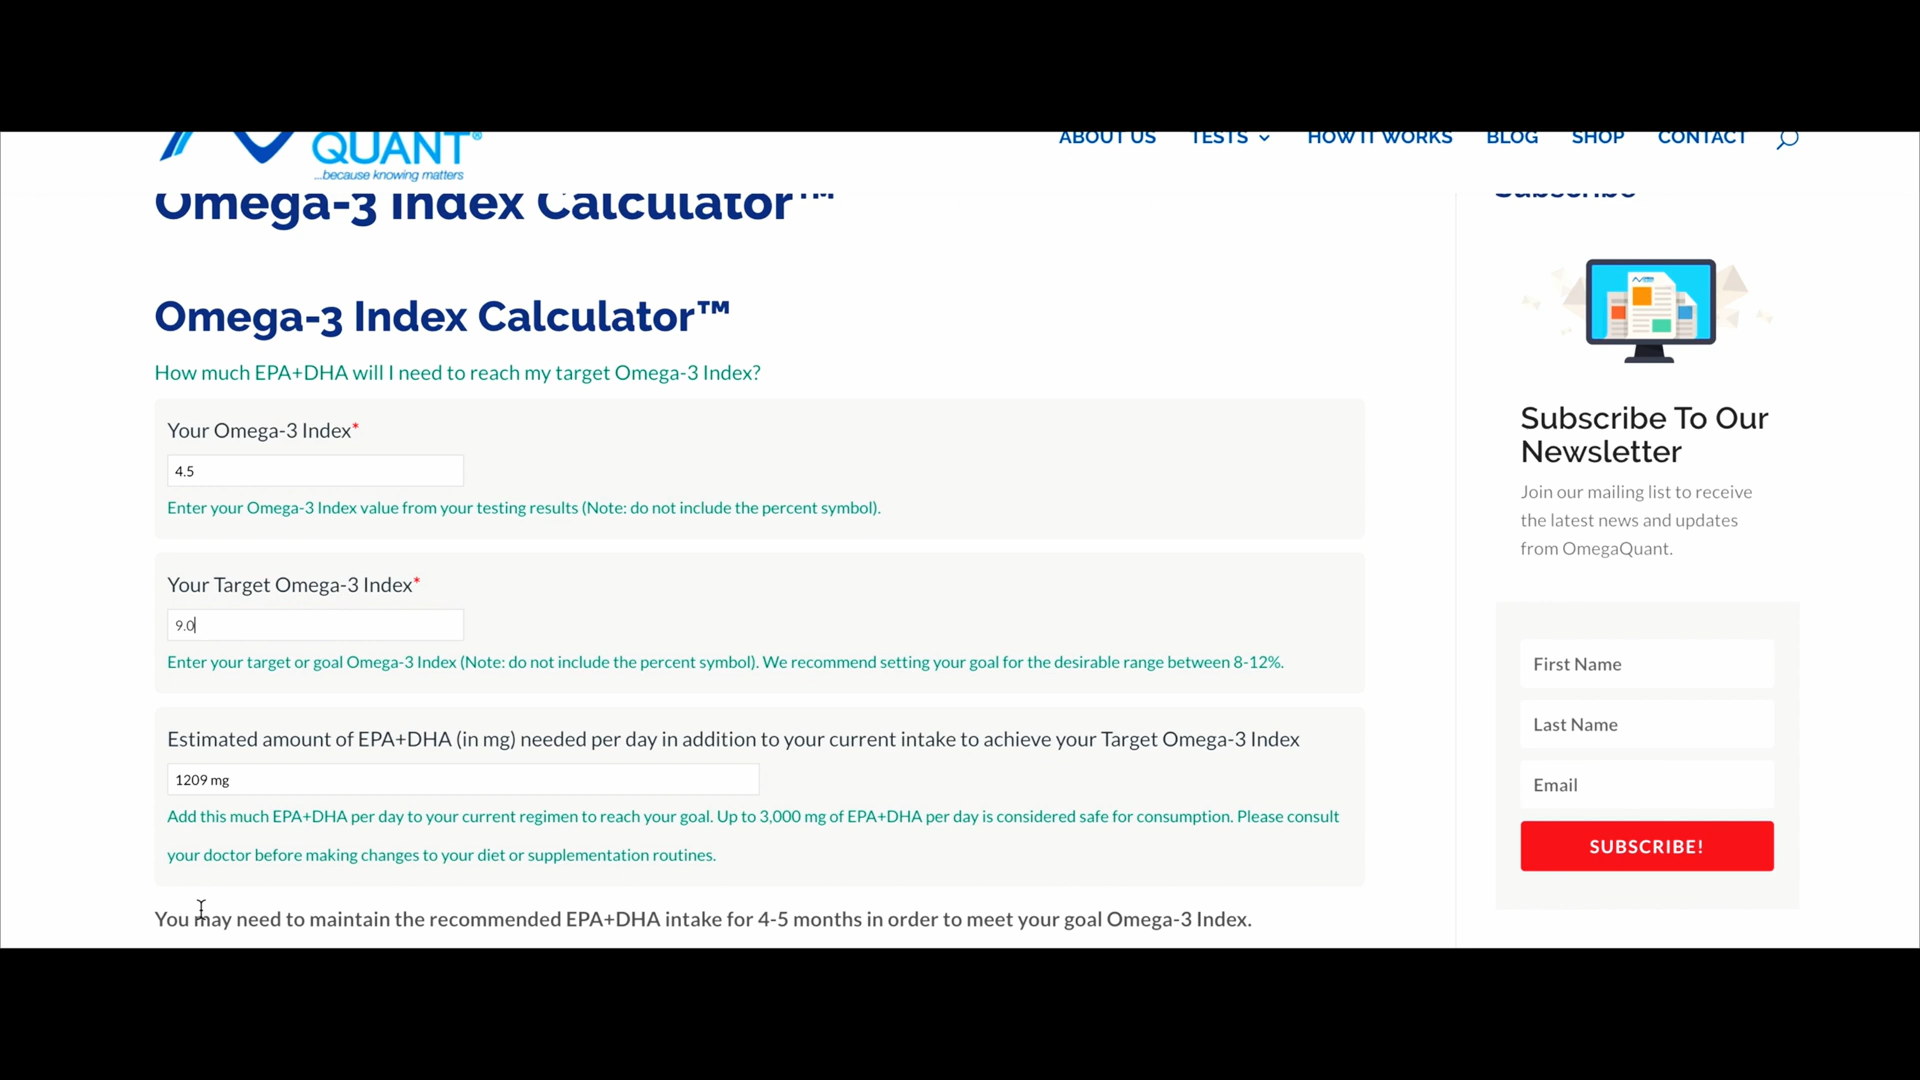 QUANT®
...because knowing matters
ABOUT US TESTS HOW IT WORKS BLOG SHOP CONTACT
Omega-3 Index Calculator™
Omega-3 Index Calculator™
How much EPA+DHA will I need to reach my target Omega-3 Index?
Your Omega-3 Index*
4.5
Enter your Omega-3 Index value from your testing results (Note: do not include the percent symbol).
Your Target Omega-3 Index*
9.0
Enter your target or goal Omega-3 Index (Note: do not include the percent symbol). We recommend setting your goal for the desirable range between 8-12%.
Estimated amount of EPA+DHA (in mg) needed per day in addition to your current intake to achieve your Target Omega-3 Index
1209 mg
Add this much EPA+DHA per day to your current regimen to reach your goal. Up to 3,000 mg of EPA+DHA per day is considered safe for consumption. Please consult
your doctor before making changes to your diet or supplementation routines.
You may need to maintain the recommended EPA+DHA intake for 4-5 months in order to meet your goal Omega-3 Index.
Subscribe
Subscribe To Our
Newsletter
Join our mailing list to receive
the latest news and updates
from OmegaQuant.
First Name
Last Name
Email
SUBSCRIBE!